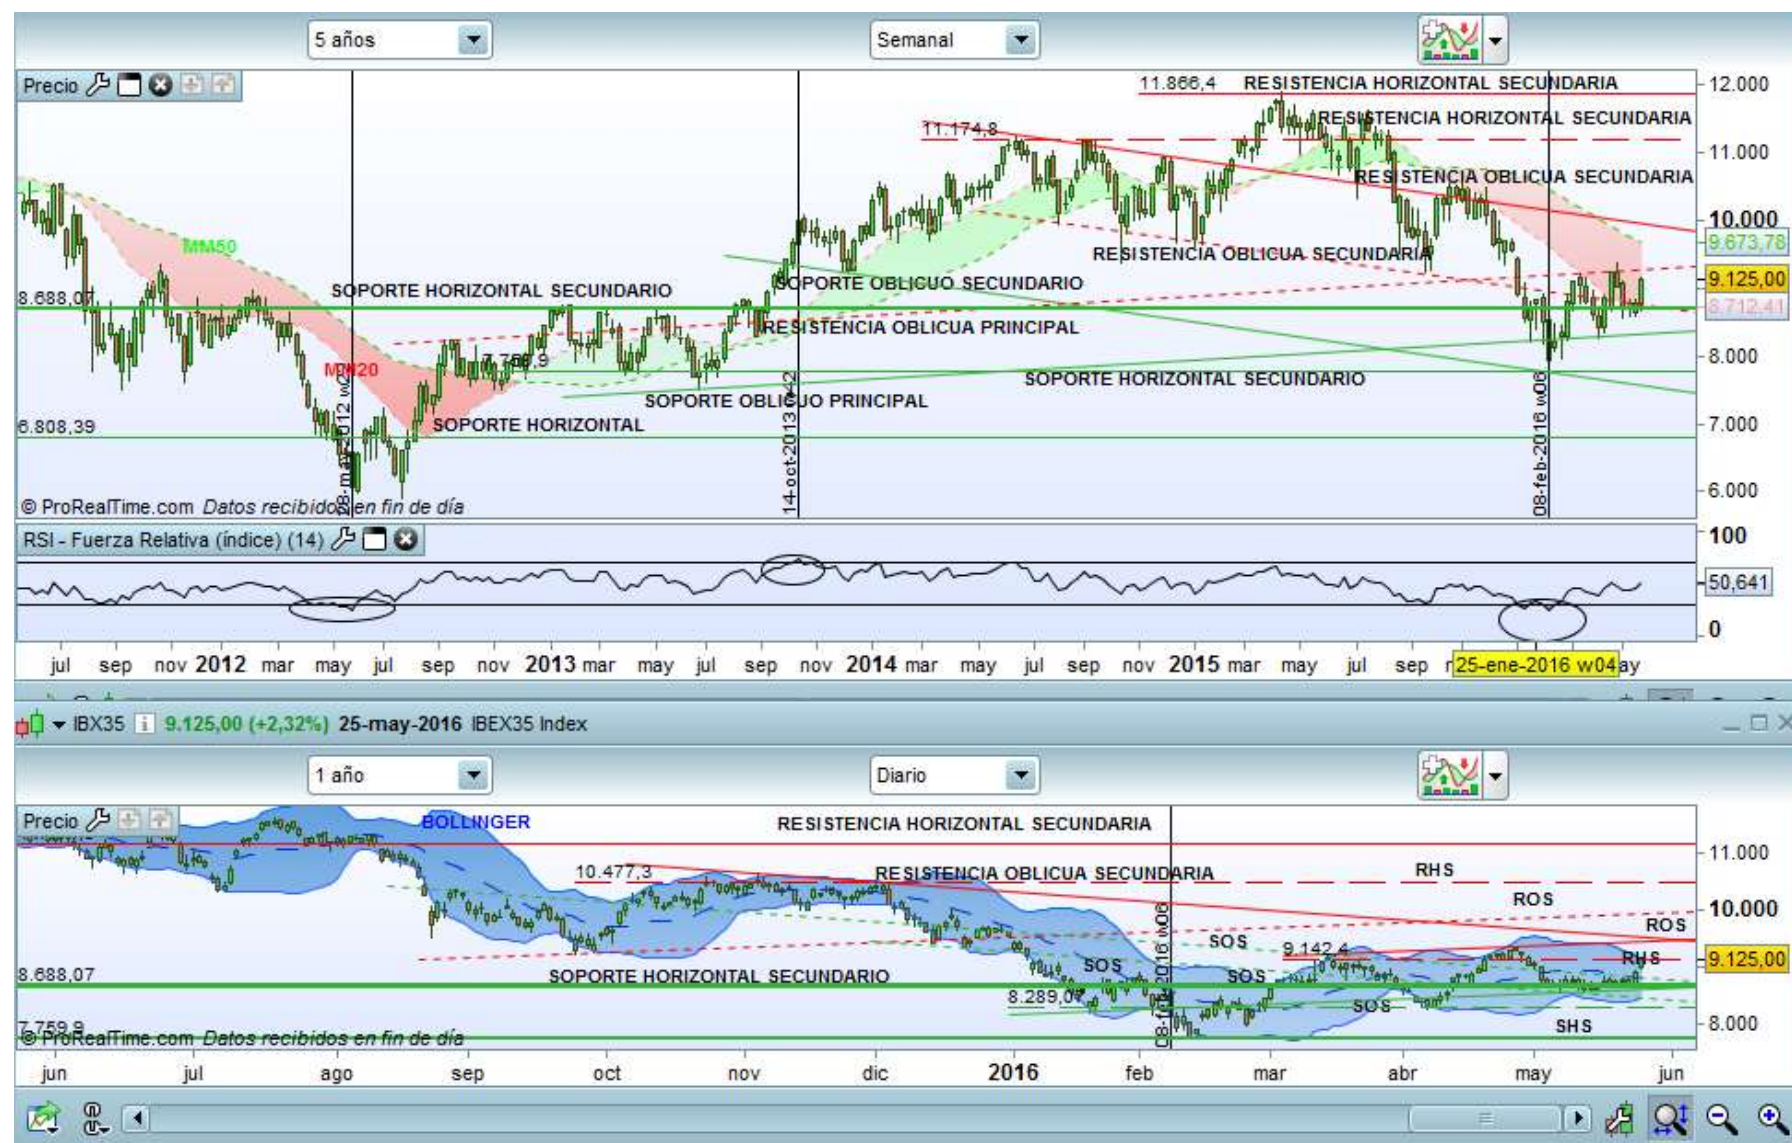 5 años Semanal
Precio
11.866,4 RESISTENCIA HORIZONTAL SECUNDARIA 12.000
11.174,8 RESISTENCIA HORIZONTAL SECUNDARIA
11.000
RESISTENCIA OBLICUA SECUNDARIA
10.000
MM50 9.673,78
RESISTENCIA OBLICUA SECUNDARIA
9.125,00
8.688,07 SOPORTE HORIZONTAL SECUNDARIO SOPORTE OBLICUO SECUNDARIO
8.712,41
RESISTENCIA OBLICUA PRINCIPAL
8.000
MM20 SOPORTE HORIZONTAL SECUNDARIO
SOPORTE OBLICUO PRINCIPAL
6.808,39 SOPORTE HORIZONTAL 7.000
28-may-2012 14-oct-2013 08-feb-2016 w06
6.000
© ProRealTime.com Datos recibidos en fin de día
RSI - Fuerza Relativa (índice) (14)
100
50,641
0
jul sep nov 2012 mar may jul sep nov 2013 mar may jul sep nov 2014 mar may jul sep nov 2015 mar may jul sep 25-ene-2016 w04 ay
IBX35 9.125,00 (+2,32%) 25-may-2016 IBEX35 Index
1 año Diario
Precio
BOLLINGER RESISTENCIA HORIZONTAL SECUNDARIA
11.000
10.477,3 RESISTENCIA OBLICUA SECUNDARIA RHS
ROS
10.000
ROS
SOS
9.142,4
RHS 9.125,00
SOS
8.688,07 SOPORTE HORIZONTAL SECUNDARIO SOS
SOS
SHS 8.000
7.759,9
© ProRealTime.com Datos recibidos en fin de día
jun jul ago sep oct nov dic 2016 feb mar abr may jun